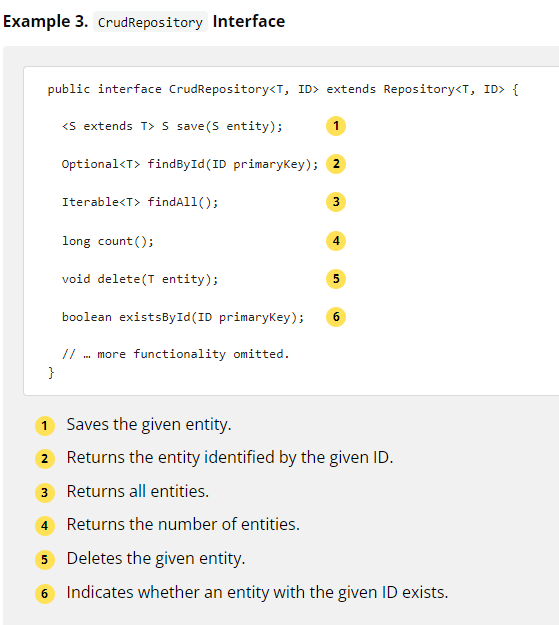 Example 3. CrudRepository Interface
public interface CrudRepository<T, ID> extends Repository<T, ID> {
<S extends T> S save(S entity); 1
Optional<T> findById(ID primaryKey); 2
Iterable<T> findAll(); 3
long count(); 4
void delete(T entity); 5
boolean existsById(ID primaryKey); 6
// … more functionality omitted.
}
1 Saves the given entity.
2 Returns the entity identified by the given ID.
3 Returns all entities.
4 Returns the number of entities.
5 Deletes the given entity.
6 Indicates whether an entity with the given ID exists.